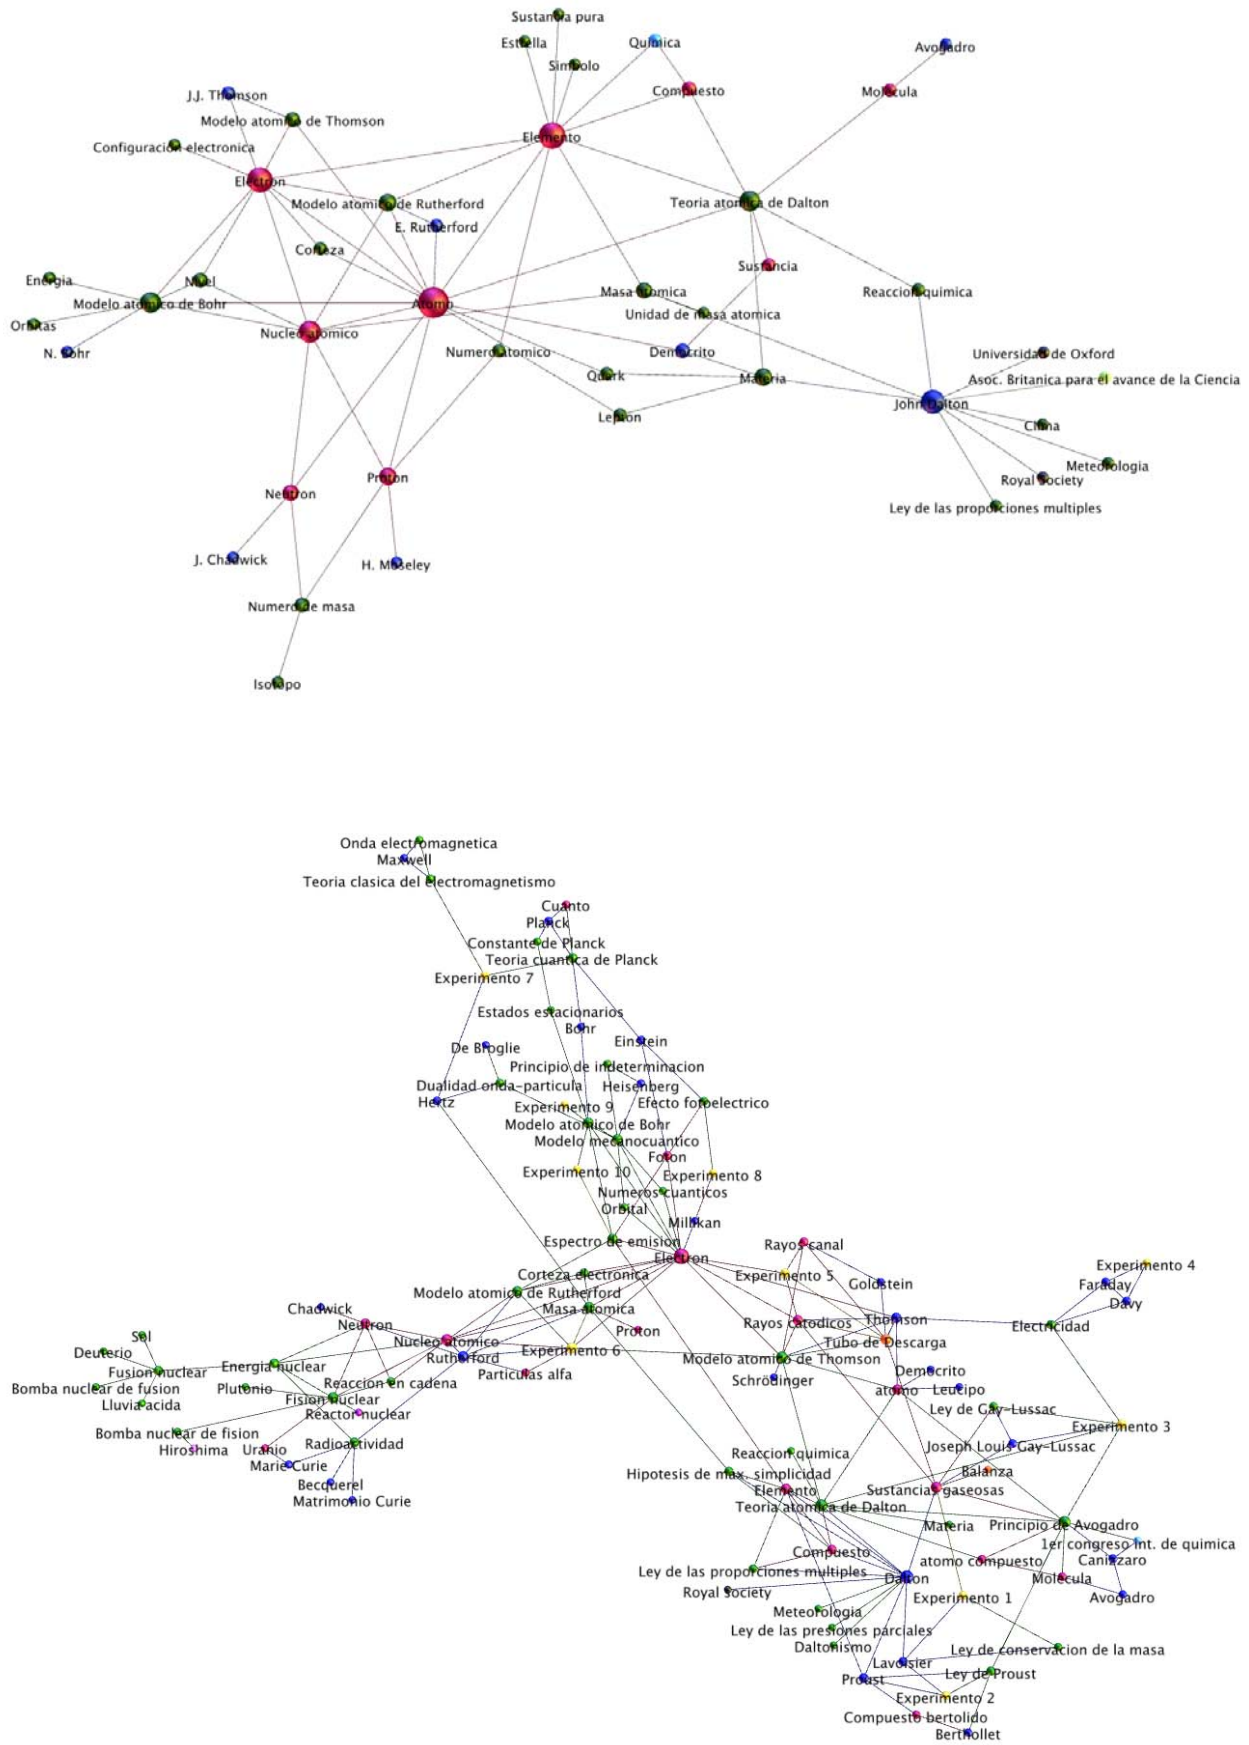 Sustancia pura
Estrella
Quimica
Avogadro
Simbolo
Compuesto
Molecula
J.J. Thomson
Modelo atomico de Thomson
Elemento
Configuración electronica
Electron
Modelo atomico de Rutherford
Teoria atomica de Dalton
E. Rutherford
Corteza
Sustancia
Energia
Nivel
Modelo atomico de Bohr
Atomo
Masa atomica
Reaccion quimica
Unidad de masa atomica
Orbitas
Nucleo atomico
N. Bohr
Numero atomico
Democrito
Universidad de Oxford
Quark
Materia
Asoc. Britanica para el avance de la Ciencia
John Dalton
Lepton
China
Meteorologia
Proton
Royal Society
Neutron
Ley de las proporciones multiples
J. Chadwick
H. Moseley
Numero de masa
Isotopo
Onda electromagnetica
Maxwell
Teoria clasica del electromagnetismo
Cuanto
Planck
Constante de Planck
Teoria cuantica de Planck
Experimento 7
Estados estacionarios
Bohr
Einstein
De Broglie
Principio de indeterminacion
Dualidad onda-particula
Heisenberg
Hertz
Experimento 9
Efecto fotoelectrico
Modelo atomico de Bohr
Modelo mecanocuantico
Foton
Experimento 10
Experimento 8
Numeros cuanticos
Orbital
Millikan
Espectro de emision
Rayos canal
Electron
Experimento 4
Corteza electronica
Experimento 5
Goldstein
Faraday
Modelo atomico de Rutherford
Davy
Chadwick
Masa atomica
Neutron
Rayos catodicos
Thomson
Electricidad
Proton
Sol
Nucleo atomico
Experimento 6
Tubo de Descarga
Deuterio
Rutherford
Modelo atomico de Thomson
Energia nuclear
Fusion nuclear
Particulas alfa
Democrito
Schrödinger
Reaccion en cadena
Bomba nuclear de fusion
Plutonio
atomo
Leucipo
Fision nuclear
Lluvia acida
Ley de Gay-Lussac
Reactor nuclear
Experimento 3
Bomba nuclear de fision
Radioactividad
Joseph Louis Gay-Lussac
Hiroshima
Uranio
Reaccion quimica
Marie Curie
Hipotesis de max. simplicidad
Balanza
Becquerel
Elemento
Sustancias gaseosas
Matrimonio Curie
Teoria atomica de Dalton
Materia
Principio de Avogadro
1er congreso int. de quimica
Compuesto
atomo compuesto
Canizzaro
Ley de las proporciones multiples
Dalton
Molecula
Royal Society
Experimento 1
Avogadro
Meteorologia
Ley de las presiones parciales
Daltonismo
Ley de conservacion de la masa
Lavoisier
Proust
Ley de Proust
Experimento 2
Compuesto bertolido
Berthollet